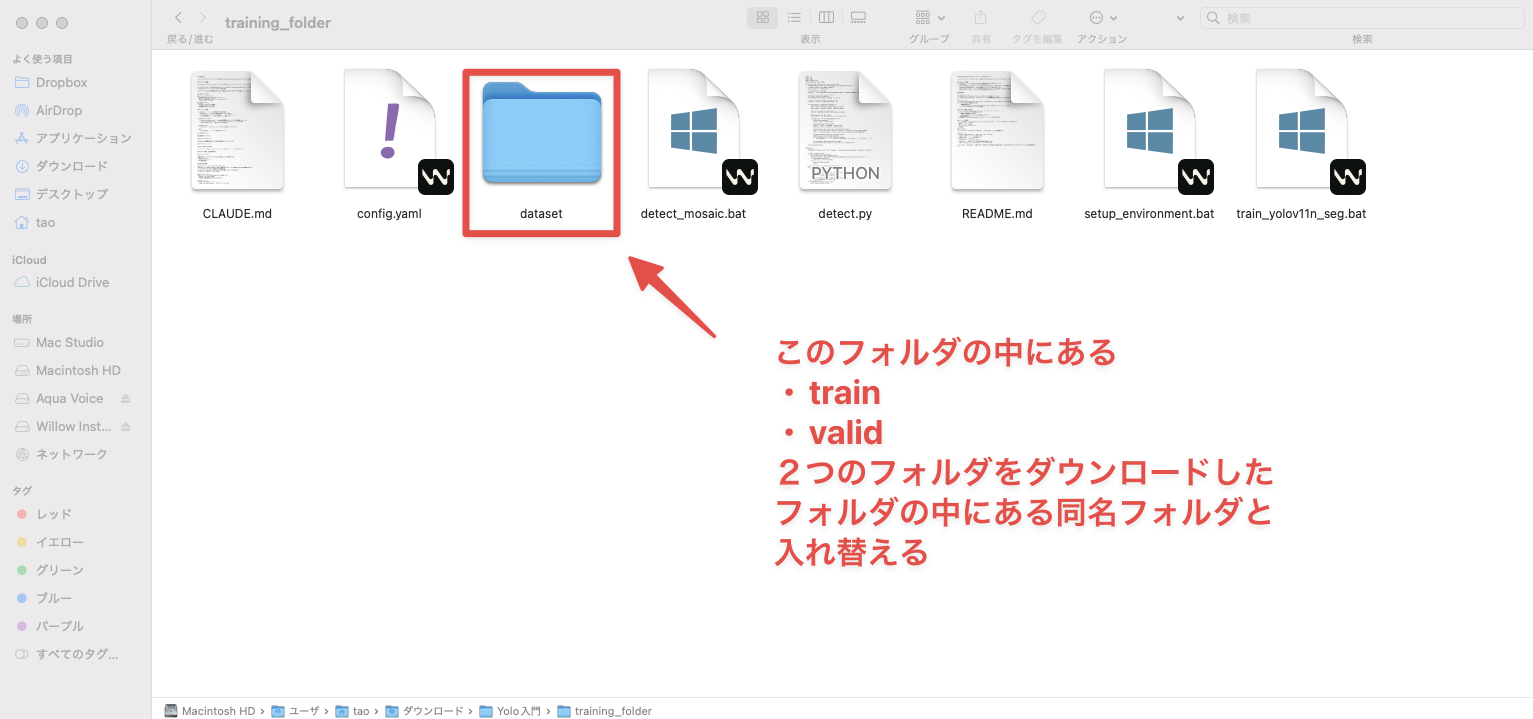 training_folder
戻る/進む
表示
グループ
共有
タグを編集
アクション
検索
検索
よく使う項目
Dropbox
AirDrop
アプリケーション
ダウンロード
デスクトップ
tao
iCloud
iCloud Drive
場所
Mac Studio
Macintosh HD
Aqua Voice
Willow Inst...
ネットワーク
タグ
レッド
イエロー
グリーン
ブルー
パープル
すべてのタグ...
PYTHON
CLAUDE.md
config.yaml
dataset
detect_mosaic.bat
detect.py
README.md
setup_environment.bat
train_yolov11n_seg.bat
このフォルダの中にある
・train
・valid
２つのフォルダをダウンロードした
フォルダの中にある同名フォルダと
入れ替える
Macintosh HD › ユーザ › tao › ダウンロード › Yolo入門 › training_folder